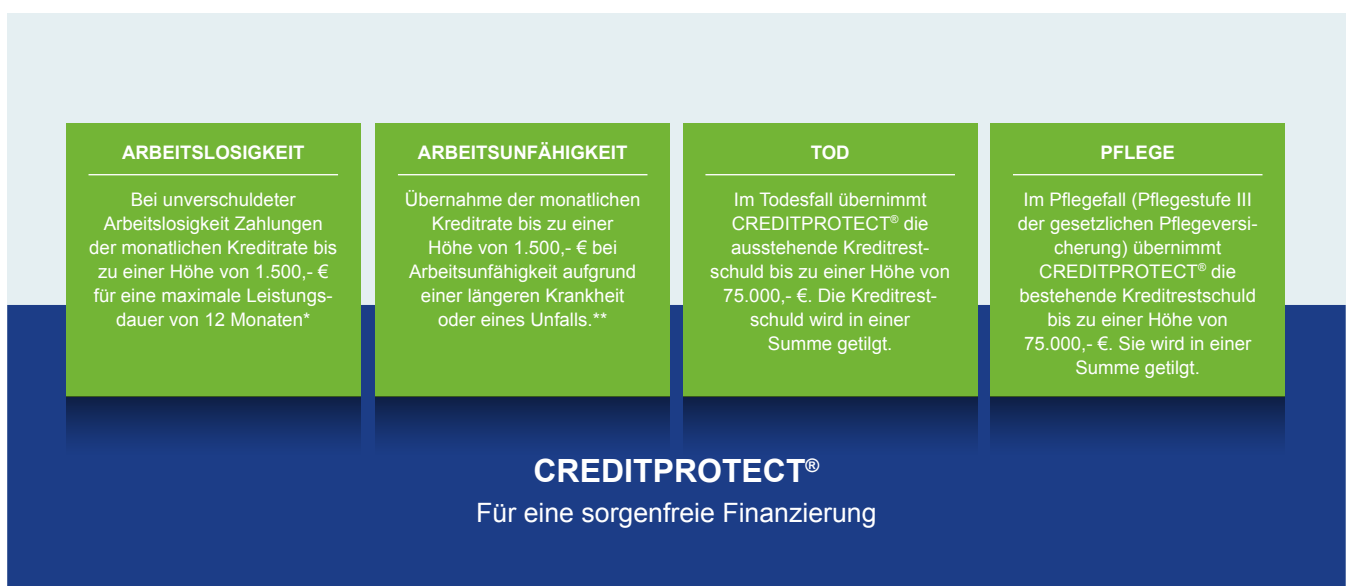 ARBEITSLOSIGKEIT
Bei unverschuldeter
Arbeitslosigkeit Zahlungen
der monatlichen Kreditrate bis
zu einer Höhe von 1.500,- €
für eine maximale Leistungs-
dauer von 12 Monaten*
ARBEITSUNFÄHIGKEIT
Übernahme der monatlichen
Kreditrate bis zu einer
Höhe von 1.500,- € bei
Arbeitsunfähigkeit aufgrund
einer längeren Krankheit
oder eines Unfalls.**
TOD
Im Todesfall übernimmt
CREDITPROTECT® die
ausstehende Kreditrest-
schuld bis zu einer Höhe von
75.000,- €. Die Kreditrest-
schuld wird in einer
Summe getilgt.
PFLEGE
Im Pflegefall (Pflegestufe III
der gesetzlichen Pflegeversi-
cherung) übernimmt
CREDITPROTECT® die
bestehende Kreditrestschuld
bis zu einer Höhe von
75.000,- €. Sie wird in einer
Summe getilgt.
CREDITPROTECT®
Für eine sorgenfreie Finanzierung